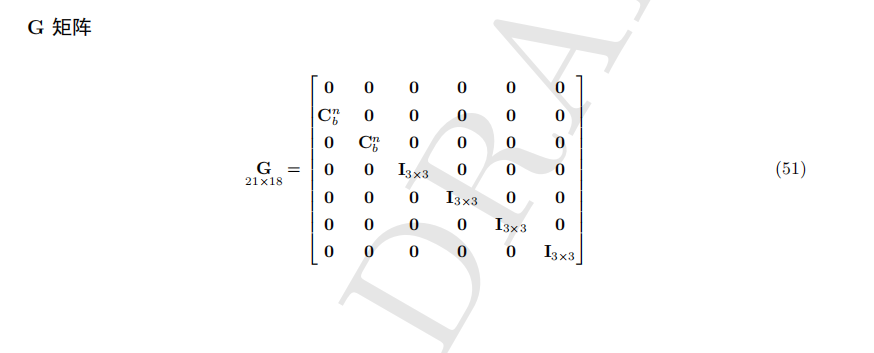 G 矩阵
0 0 0 0 0 0
C_b^n 0 0 0 0 0
0 C_b^n 0 0 0 0
G 21×18 = 0 0 I_{3×3} 0 0 0 (51)
0 0 0 I_{3×3} 0 0
0 0 0 0 I_{3×3} 0
0 0 0 0 0 I_{3×3}
DRA